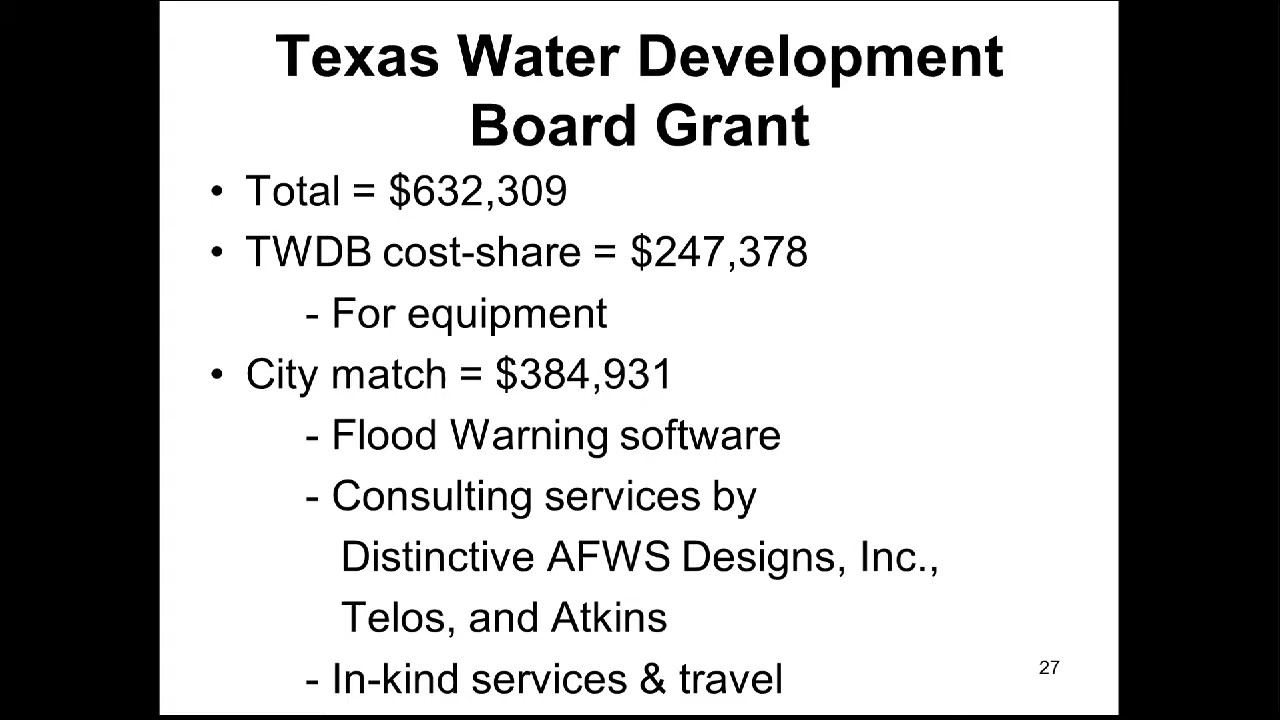 Texas Water Development
Board Grant
• Total = $632,309
• TWDB cost-share = $247,378
- For equipment
• City match = $384,931
- Flood Warning software
- Consulting services by
Distinctive AFWS Designs, Inc.,
Telos, and Atkins
- In-kind services & travel
27